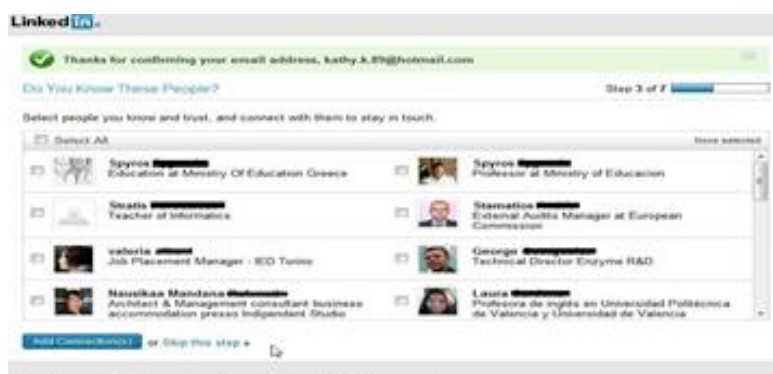 Linked in
Thanks for confirming your email address, kathy.k.89@hotmail.com
Do You Know These People?
Step 3 of 7
Select people you know and trust, and connect with them to stay in touch.
Select All
None selected
Spyros
Education at Ministry Of Education Greece
Spyros
Professor at Ministry of Educacion
Stratis
Teacher of Informatics
Stamatios
External Audits Manager at European
Commission
valeria
Job Placement Manager - IED Torino
George
Technical Director Enzyme R&D
Nausikaa Mandana
Architect & Management consultant business
accommodation presso Indipendent Studio
Laura
Profesora de inglés en Universidad Politécnica
de Valencia y Universidad de Valencia
Add Connection(s) or Skip this step